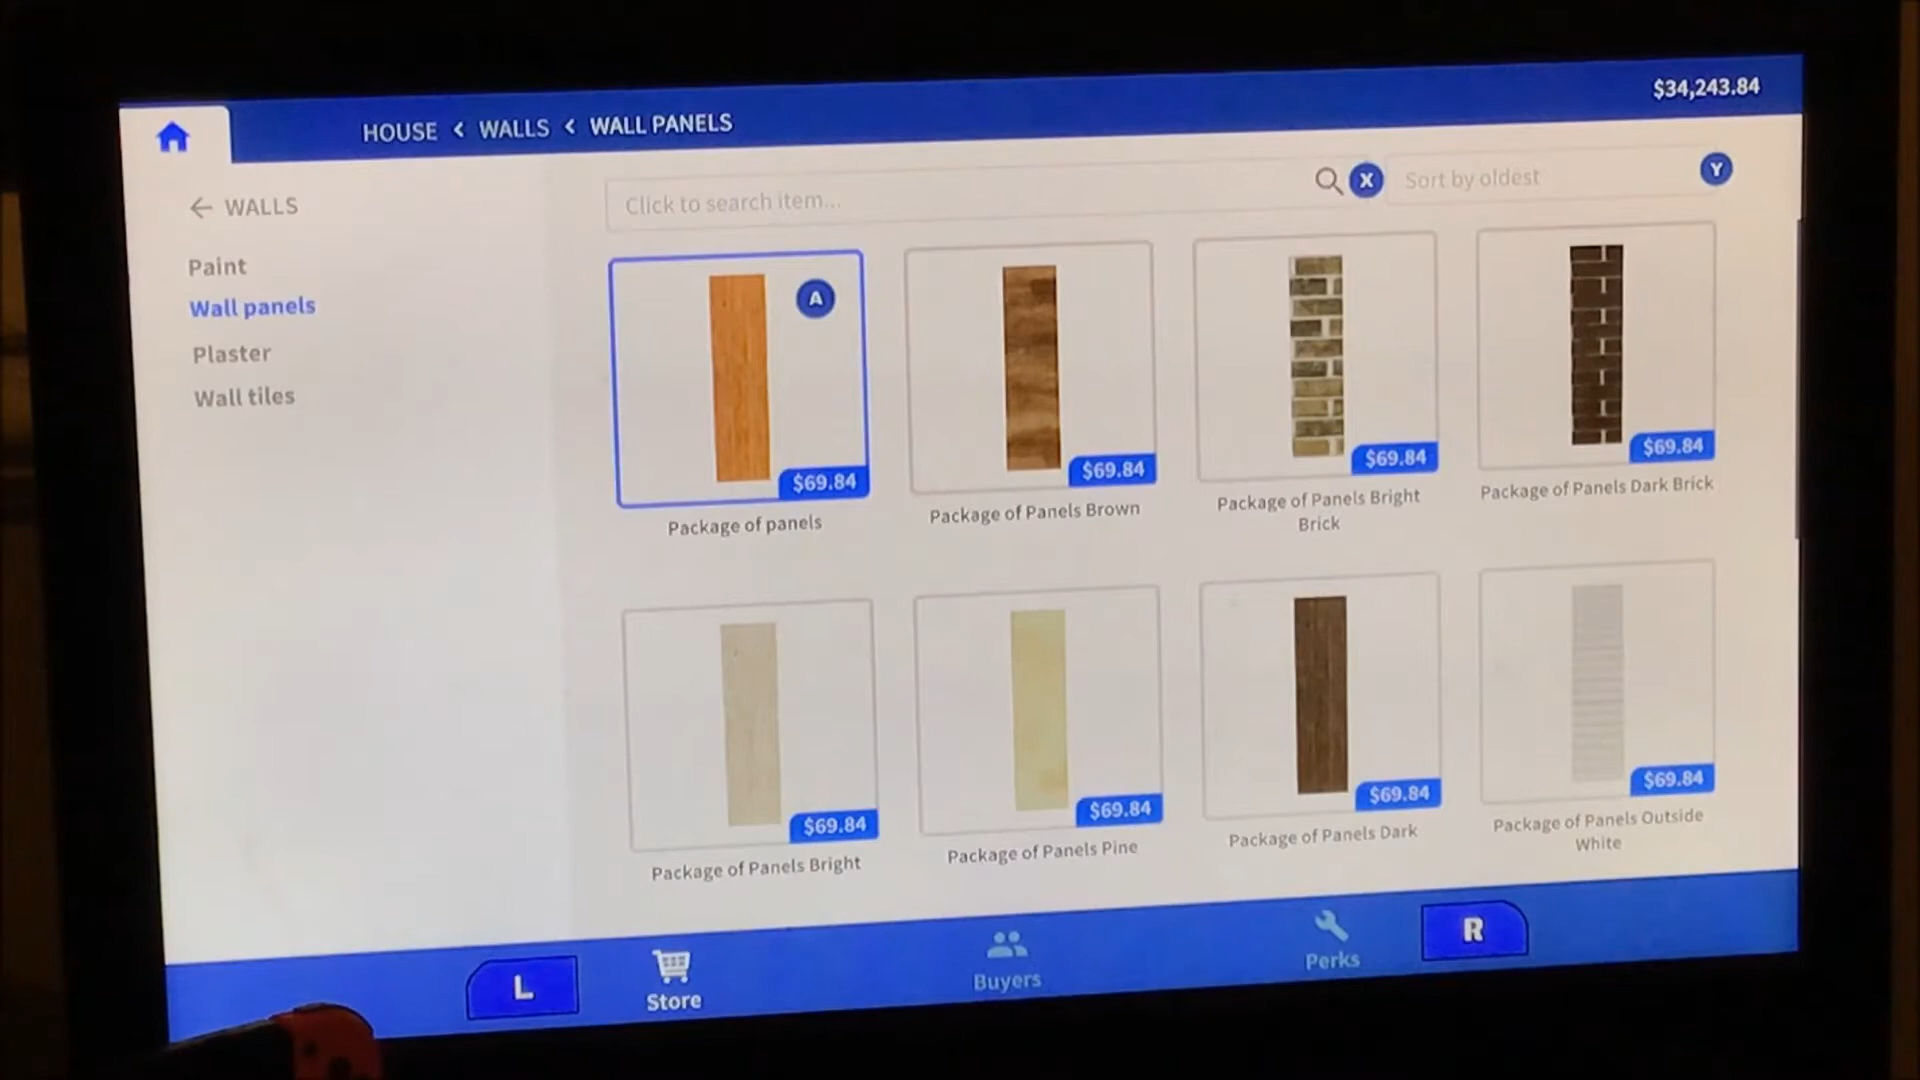 $34,243.84
HOUSE < WALLS < WALL PANELS
WALLS
Paint
Wall panels
Plaster
Wall tiles
Click to search item...
X
Sort by oldest
Y
A
$69.84
Package of panels
$69.84
Package of Panels Brown
$69.84
Package of Panels Bright
Brick
$69.84
Package of Panels Dark Brick
$69.84
Package of Panels Bright
$69.84
Package of Panels Pine
$69.84
Package of Panels Dark
$69.84
Package of Panels Outside
White
L
Store
Buyers
Perks
R